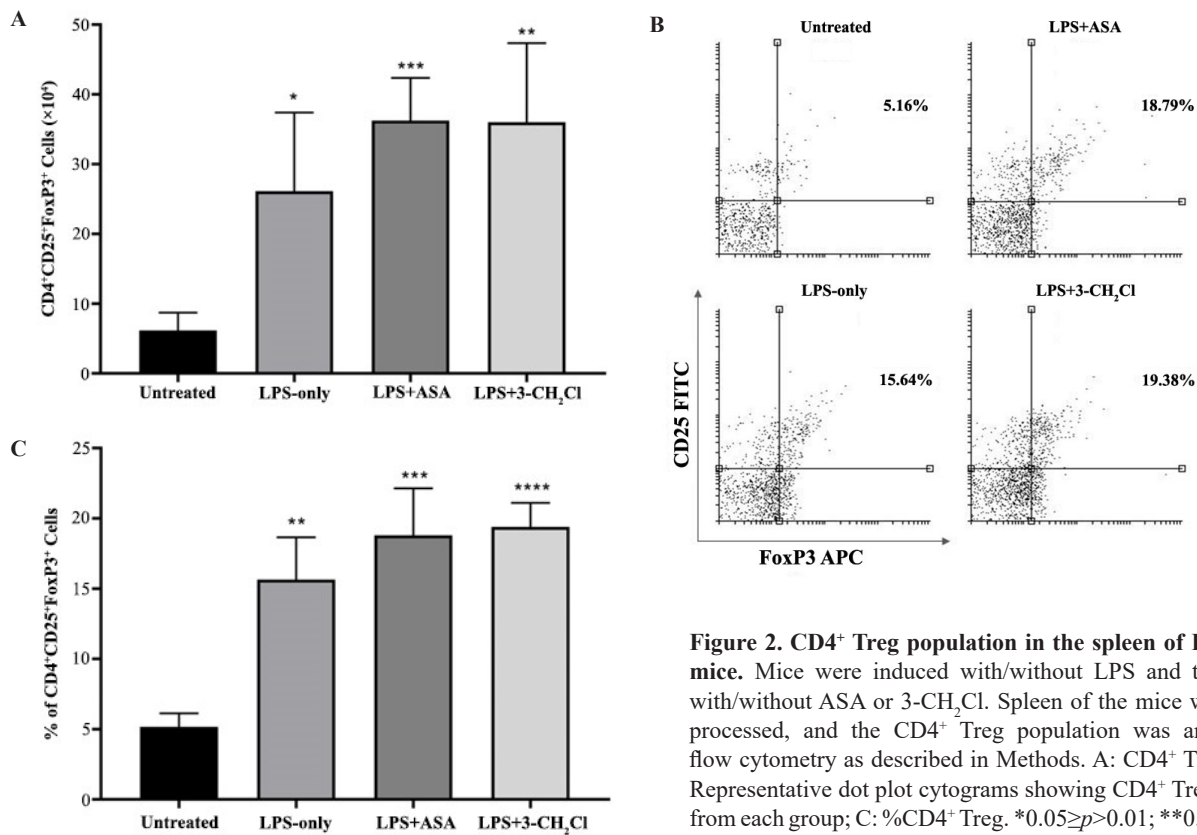 A
CD4⁺CD25⁺FoxP3⁺ Cells (×10⁴)
50
40
30
20
10
0
*
***
**
Untreated
LPS-only
LPS+ASA
LPS+3-CH₂Cl
B
Untreated
5.16%
LPS+ASA
18.79%
LPS-only
15.64%
LPS+3-CH₂Cl
19.38%
CD25 FITC
FoxP3 APC
C
% of CD4⁺CD25⁺FoxP3⁺ Cells
25
20
15
10
5
0
**
***
****
Untreated
LPS-only
LPS+ASA
LPS+3-CH₂Cl
Figure 2. CD4⁺ Treg population in the spleen of
mice. Mice were induced with/without LPS and
with/without ASA or 3-CH₂Cl. Spleen of the mice
processed, and the CD4⁺ Treg population was
flow cytometry as described in Methods. A: CD4⁺
Representative dot plot cytograms showing CD4⁺
from each group; C: %CD4⁺ Treg. *0.05≥p>0.01;